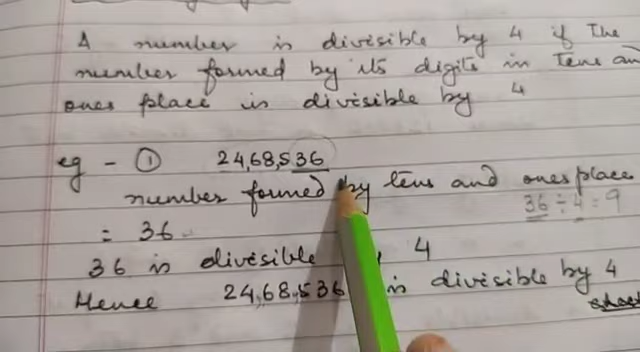 A number is divisible by 4 if the
number formed by its digits in tens and
ones place is divisible by 4
eg - ① 24,68,536
number formed by tens and ones place
36 ÷ 4 = 9
= 36
36 is divisible 4
Hence 24,68,536 is divisible by 4